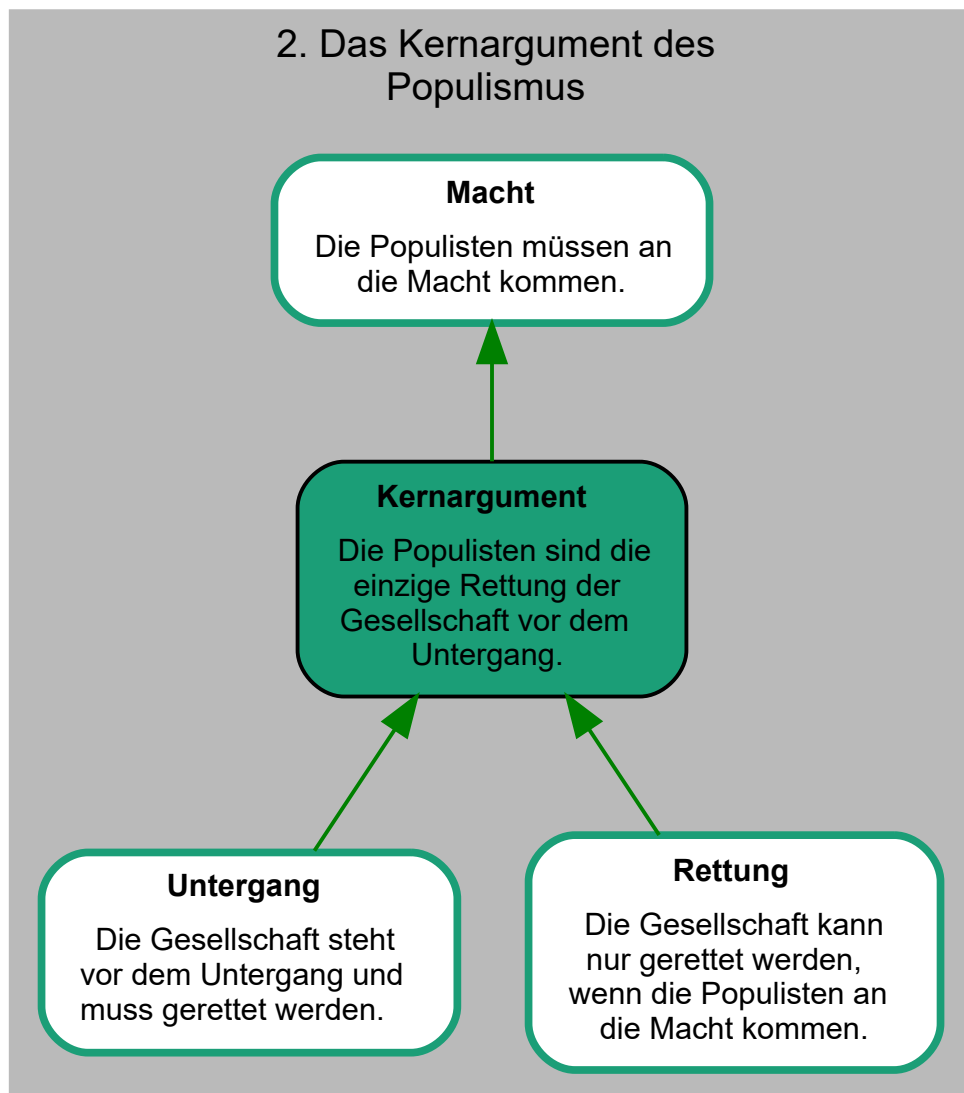 2. Das Kernargument des
Populismus
Macht
Die Populisten müssen an
die Macht kommen.
Kernargument
Die Populisten sind die
einzige Rettung der
Gesellschaft vor dem
Untergang.
Untergang
Die Gesellschaft steht
vor dem Untergang und
muss gerettet werden.
Rettung
Die Gesellschaft kann
nur gerettet werden,
wenn die Populisten an
die Macht kommen.